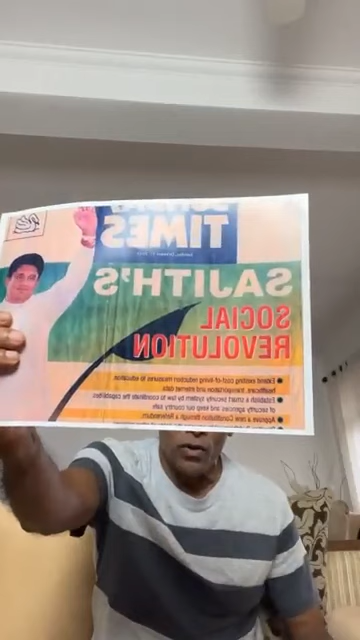 TIMES
SAJITH'S
SOCIAL
REVOLUTION
● Extend existing cost-of-living reduction measures to education
healthcare, transportation and internet data
● Establish a smart security system plan to coordinate the capabilities
of security agencies and keep our country safe
● Approve a new Constitution through a Referendum